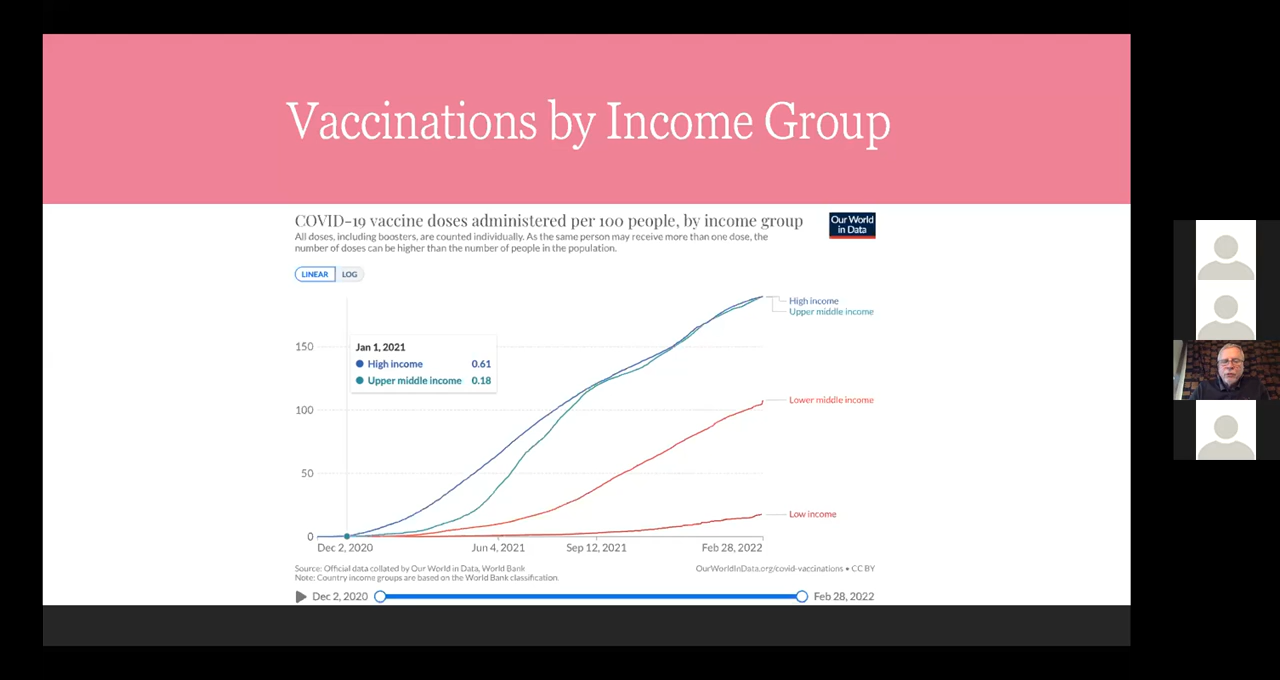 Vaccinations by Income Group
COVID-19 vaccine doses administered per 100 people, by income group
All doses, including boosters, are counted individually. As the same person may receive more than one dose, the
number of doses can be higher than the number of people in the population.
Our World
in Data
LINEAR LOG
150
100
50
0
Jan 1, 2021
High income 0.61
Upper middle income 0.18
High income
Upper middle income
Lower middle income
Low income
Dec 2, 2020 Jun 4, 2021 Sep 12, 2021 Feb 28, 2022
Source: Official data collated by Our World in Data, World Bank
Note: Country income groups are based on the World Bank classification.
OurWorldInData.org/covid-vaccinations • CC BY
Dec 2, 2020 Feb 28, 2022